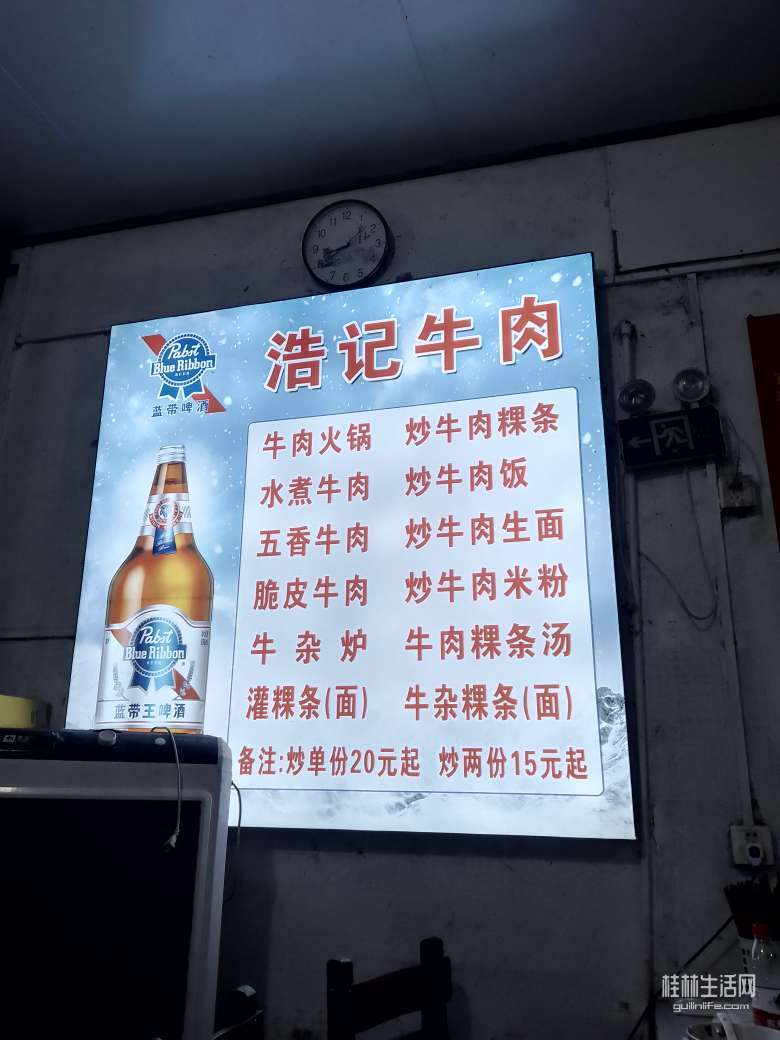 浩记牛肉
Pabst
Blue Ribbon
蓝带啤酒
牛肉火锅 炒牛肉粿条
水煮牛肉 炒牛肉饭
五香牛肉 炒牛肉生面
脆皮牛肉 炒牛肉米粉
牛杂炉 牛肉粿条汤
灌粿条(面) 牛杂粿条(面)
备注:炒单份20元起 炒两份15元起
Pabst
Blue Ribbon
蓝带王啤酒
桂林生活网
guilinlife.com